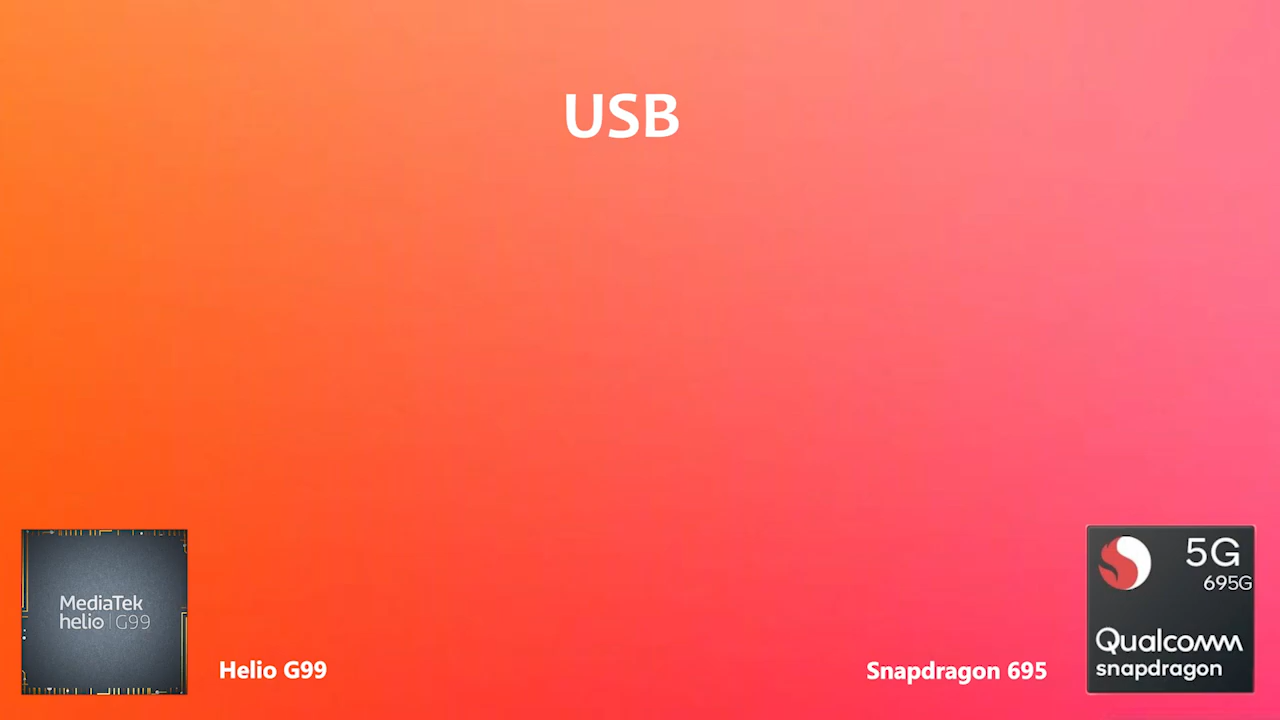 USB
MediaTek
helio G99
Helio G99
Snapdragon 695
5G
695G
Qualcomm
snapdragon